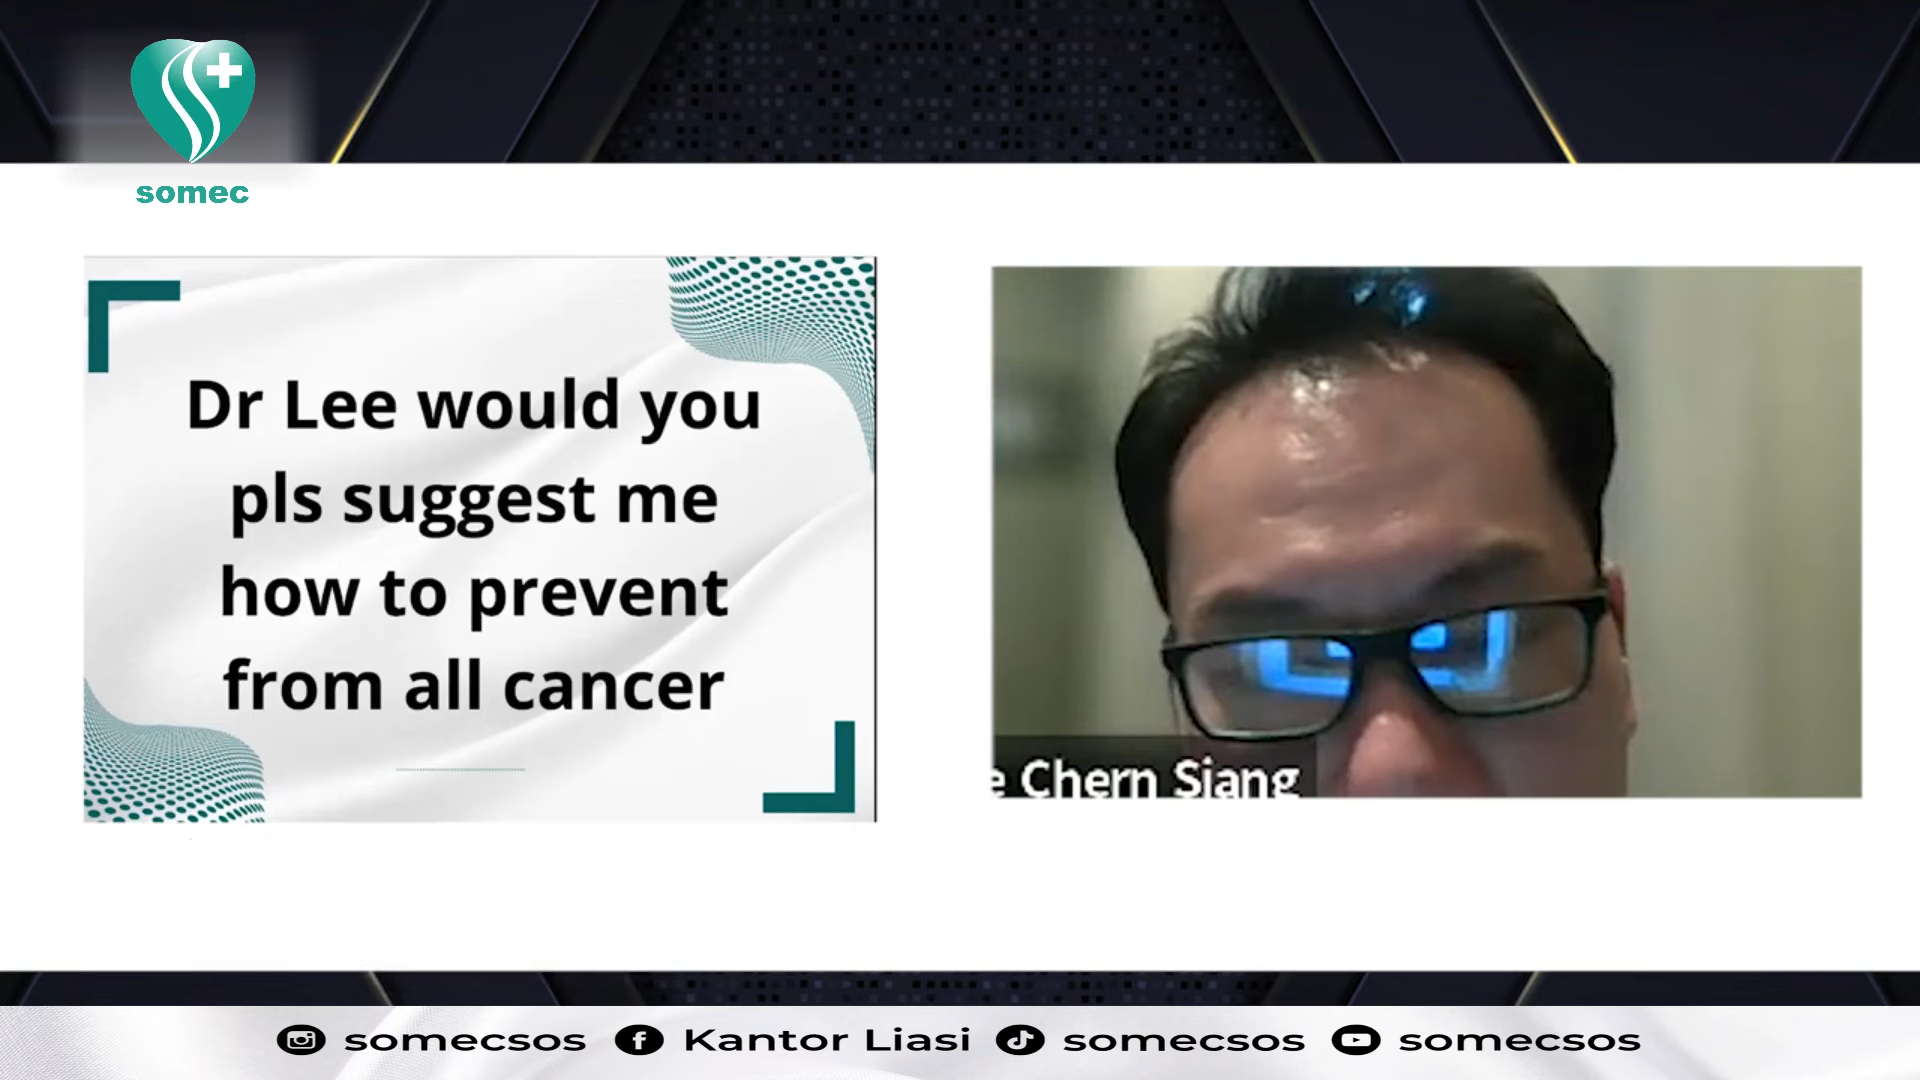 somec
Dr Lee would you
pls suggest me
how to prevent
from all cancer
e Chern Siang
somecsos Kantor Liasi somecsos somecsos